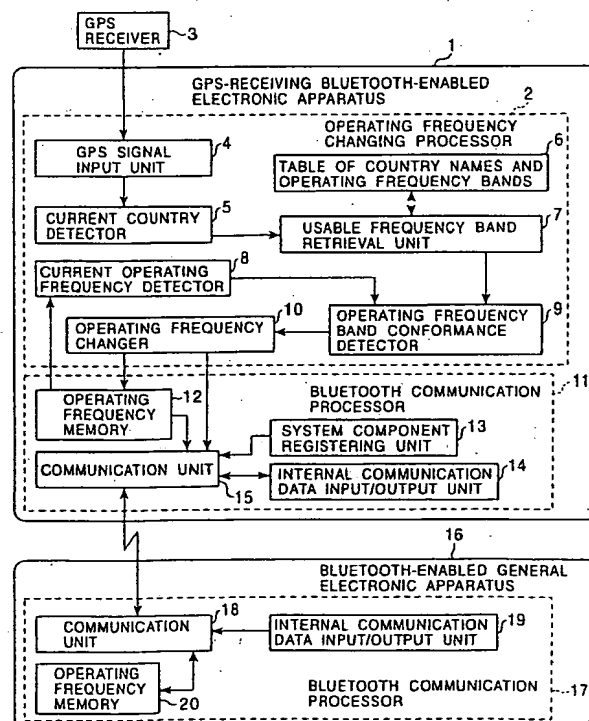 GPS
RECEIVER
3
1
GPS-RECEIVING BLUETOOTH-ENABLED
ELECTRONIC APPARATUS
2
OPERATING FREQUENCY
CHANGING PROCESSOR
4
GPS SIGNAL
INPUT UNIT
6
TABLE OF COUNTRY NAMES AND
OPERATING FREQUENCY BANDS
5
CURRENT COUNTRY
DETECTOR
7
USABLE FREQUENCY BAND
RETRIEVAL UNIT
8
CURRENT OPERATING
FREQUENCY DETECTOR
10
OPERATING FREQUENCY
CHANGER
9
OPERATING FREQUENCY
BAND CONFORMANCE
DETECTOR
11
BLUETOOTH COMMUNICATION
PROCESSOR
12
OPERATING
FREQUENCY
MEMORY
13
SYSTEM COMPONENT
REGISTERING UNIT
14
INTERNAL COMMUNICATION
DATA INPUT/OUTPUT UNIT
COMMUNICATION UNIT
15
16
BLUETOOTH-ENABLED GENERAL
ELECTRONIC APPARATUS
18
COMMUNICATION
UNIT
19
INTERNAL COMMUNICATION
DATA INPUT/OUTPUT UNIT
OPERATING
FREQUENCY
MEMORY
20
BLUETOOTH COMMUNICATION
PROCESSOR
17